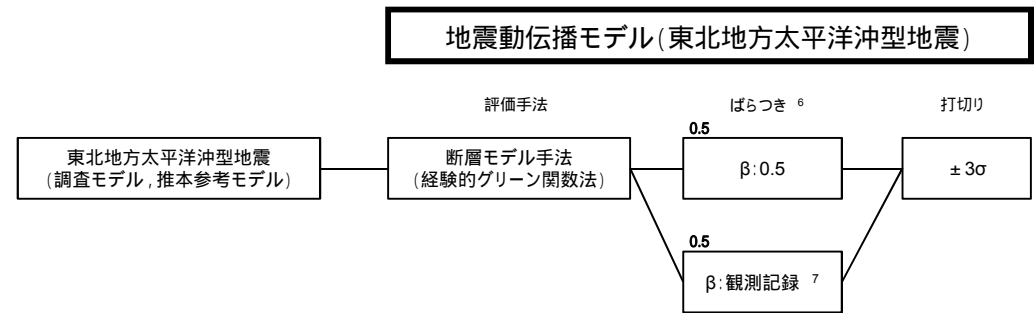 地震動伝播モデル(東北地方太平洋沖型地震)
評価手法
ばらつき 6
打切り
東北地方太平洋沖型地震
(調査モデル,推本参考モデル)
断層モデル手法
(経験的グリーン関数法)
0.5
β:0.5
±3σ
0.5
β:観測記録 7